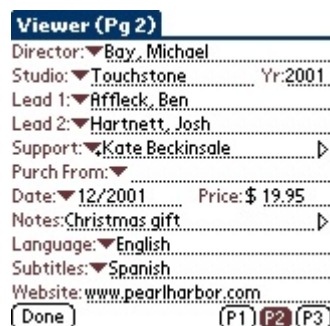 Viewer (Pg 2)
Director: Bay, Michael
Studio: Touchstone Yr: 2001
Lead 1: Affleck, Ben
Lead 2: Hartnett, Josh
Support: Kate Beckinsale
Purch From:
Date: 12/2001 Price: $ 19.95
Notes: Christmas gift
Language: English
Subtitles: Spanish
Website: www.pearlharbor.com
Done P1 P2 P3